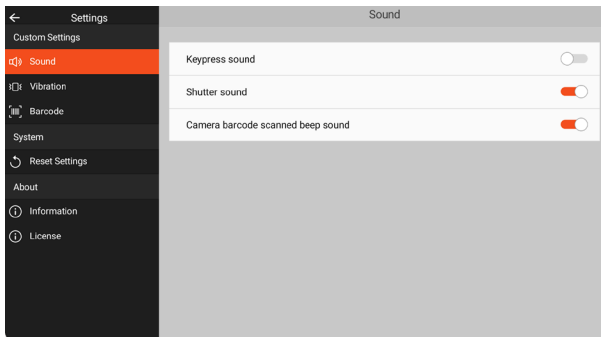 Settings
Custom Settings
Sound
Vibration
Barcode
System
Reset Settings
About
Information
License
Sound
Keypress sound
Shutter sound
Camera barcode scanned beep sound